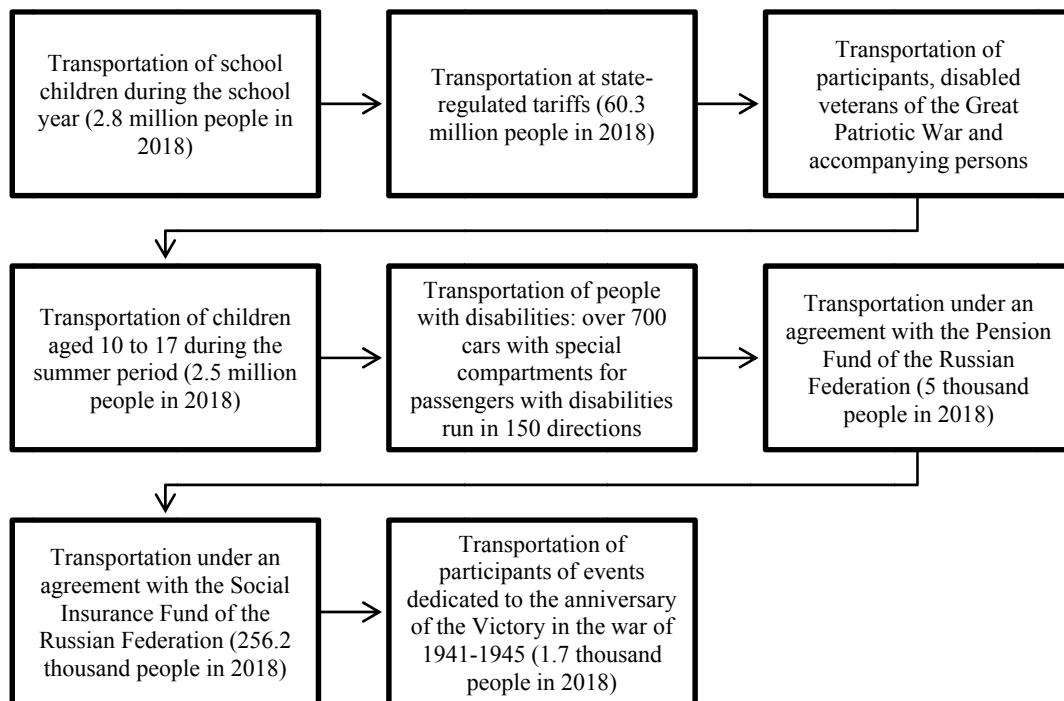 Transportation of school
children during the school
year (2.8 million people in
2018)
Transportation at state-
regulated tariffs (60.3
million people in 2018)
Transportation of
participants, disabled
veterans of the Great
Patriotic War and
accompanying persons
Transportation of children
aged 10 to 17 during the
summer period (2.5 million
people in 2018)
Transportation of people
with disabilities: over 700
cars with special
compartments for
passengers with disabilities
run in 150 directions
Transportation under an
agreement with the Pension
Fund of the Russian
Federation (5 thousand
people in 2018)
Transportation under an
agreement with the Social
Insurance Fund of the
Russian Federation (256.2
thousand people in 2018)
Transportation of
participants of events
dedicated to the anniversary
of the Victory in the war of
1941-1945 (1.7 thousand
people in 2018)